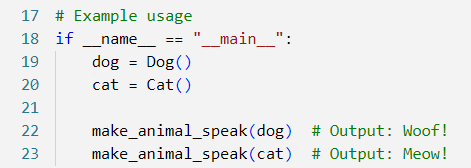 17 # Example usage
18 if __name__ == "__main__":
19     dog = Dog()
20     cat = Cat()
21
22     make_animal_speak(dog)  # Output: Woof!
23     make_animal_speak(cat)  # Output: Meow!